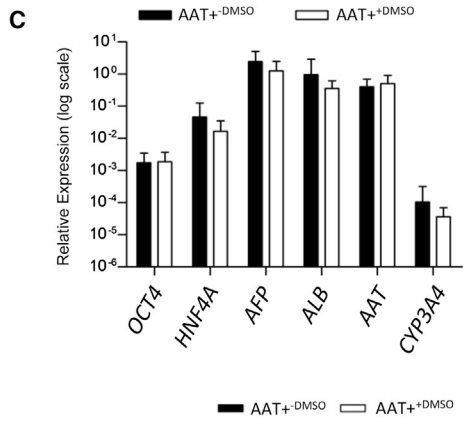 C
AAT+⁻ᴰᴹˢᴼ AAT+⁺ᴰᴹˢᴼ
Relative Expression (log scale)
10¹
10⁰
10⁻¹
10⁻²
10⁻³
10⁻⁴
10⁻⁵
10⁻⁶
OCT4 HNF4A AFP ALB AAT CYP3A4
AAT+⁻ᴰᴹˢᴼ AAT+⁺ᴰᴹˢᴼ